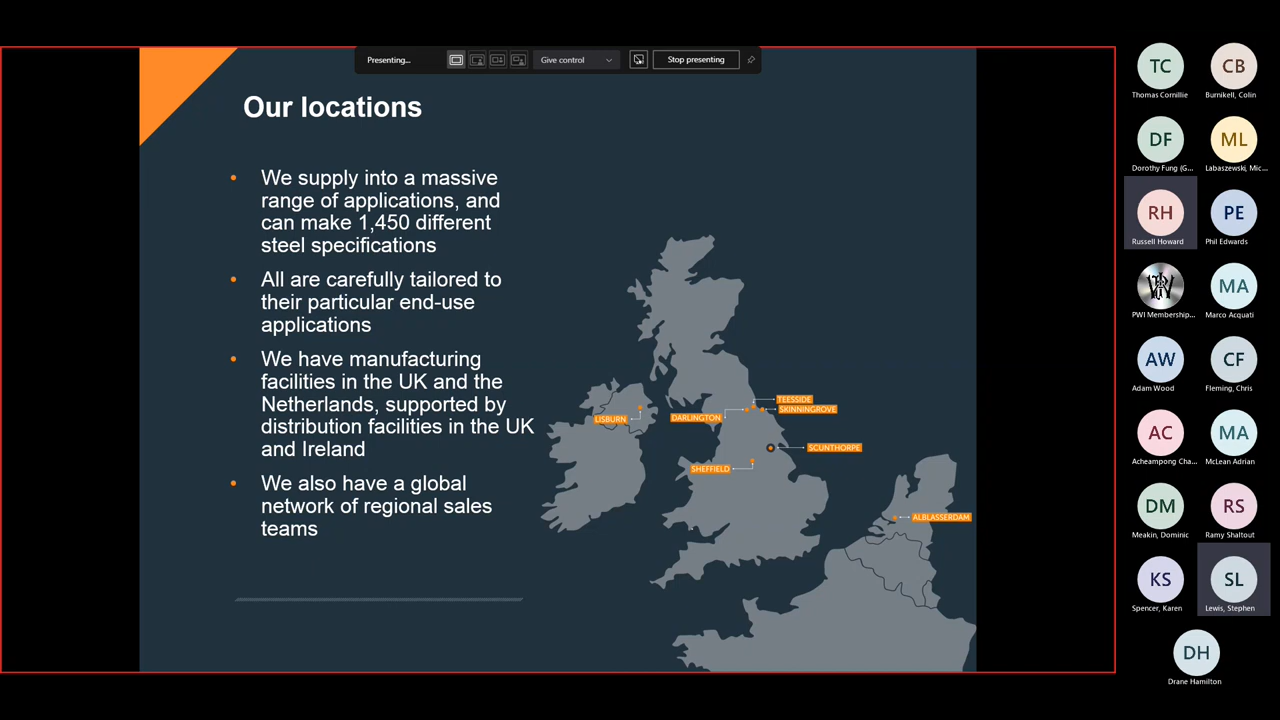 Presenting...
Give control
Stop presenting
Our locations
• We supply into a massive
range of applications, and
can make 1,450 different
steel specifications
• All are carefully tailored to
their particular end-use
applications
• We have manufacturing
facilities in the UK and the
Netherlands, supported by
distribution facilities in the UK
and Ireland
• We also have a global
network of regional sales
teams
TEESSIDE
SKINNINGROVE
DARLINGTON
LISBURN
SCUNTHORPE
SHEFFIELD
ALBLASSERDAM
TC
Thomas Cornillie
CB
Burnikell, Colin
DF
Dorothy Fung (G...
ML
Labaszewski, Mic...
RH
Russell Howard
PE
Phil Edwards
PWI Membership...
MA
Marco Acquati
AW
Adam Wood
CF
Fleming, Chris
AC
Acheampong Cha...
MA
McLean Adrian
DM
Meakin, Dominic
RS
Ramy Shaltout
KS
Spencer, Karen
SL
Lewis, Stephen
DH
Drane Hamilton